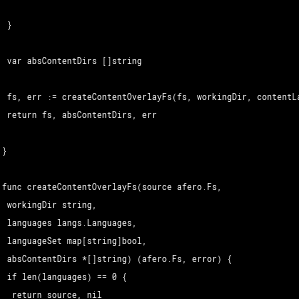 }
var absContentDirs []string
fs, err := createContentOverlayFs(fs, workingDir,
return fs, absContentDirs, err
}
func createContentOverlayFs(source afero.Fs,
workingDir string,
languages langs.Languages,
languageSet map[string]bool,
absContentDirs *[]string) (afero.Fs, error) {
if len(languages) == 0 {
return source, nil